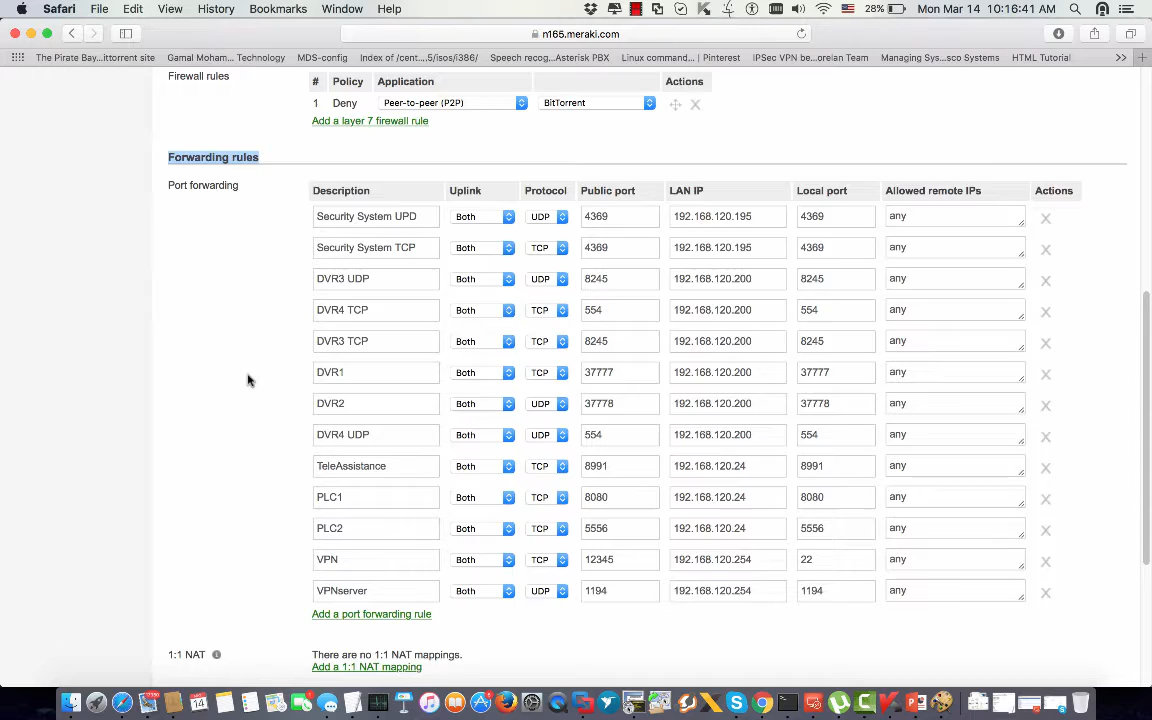 Safari File Edit View History Bookmarks Window Help 28% Mon Mar 14 10:16:41 AM
n165.meraki.com
The Pirate Bay...ittorrent site Gamal Moham... Technology MDS-config Index of /cent....5/isos/i386/ Speech recog...Asterisk PBX Linux command... | Pinterest IPSec VPN be...orelan Team Managing Sys...sco Systems HTML Tutorial
Firewall rules # Policy Application Actions
1 Deny Peer-to-peer (P2P) BitTorrent
Add a layer 7 firewall rule
Forwarding rules
Port forwarding Description Uplink Protocol Public port LAN IP Local port Allowed remote IPs Actions
Security System UPD Both UDP 4369 192.168.120.195 4369 any X
Security System TCP Both TCP 4369 192.168.120.195 4369 any X
DVR3 UDP Both UDP 8245 192.168.120.200 8245 any X
DVR4 TCP Both TCP 554 192.168.120.200 554 any X
DVR3 TCP Both TCP 8245 192.168.120.200 8245 any X
DVR1 Both TCP 37777 192.168.120.200 37777 any X
DVR2 Both UDP 37778 192.168.120.200 37778 any X
DVR4 UDP Both UDP 554 192.168.120.200 554 any X
TeleAssistance Both TCP 8991 192.168.120.24 8991 any X
PLC1 Both TCP 8080 192.168.120.24 8080 any X
PLC2 Both TCP 5556 192.168.120.24 5556 any X
VPN Both TCP 12345 192.168.120.254 22 any X
VPNserver Both UDP 1194 192.168.120.254 1194 any X
Add a port forwarding rule
1:1 NAT There are no 1:1 NAT mappings.
Add a 1:1 NAT mapping